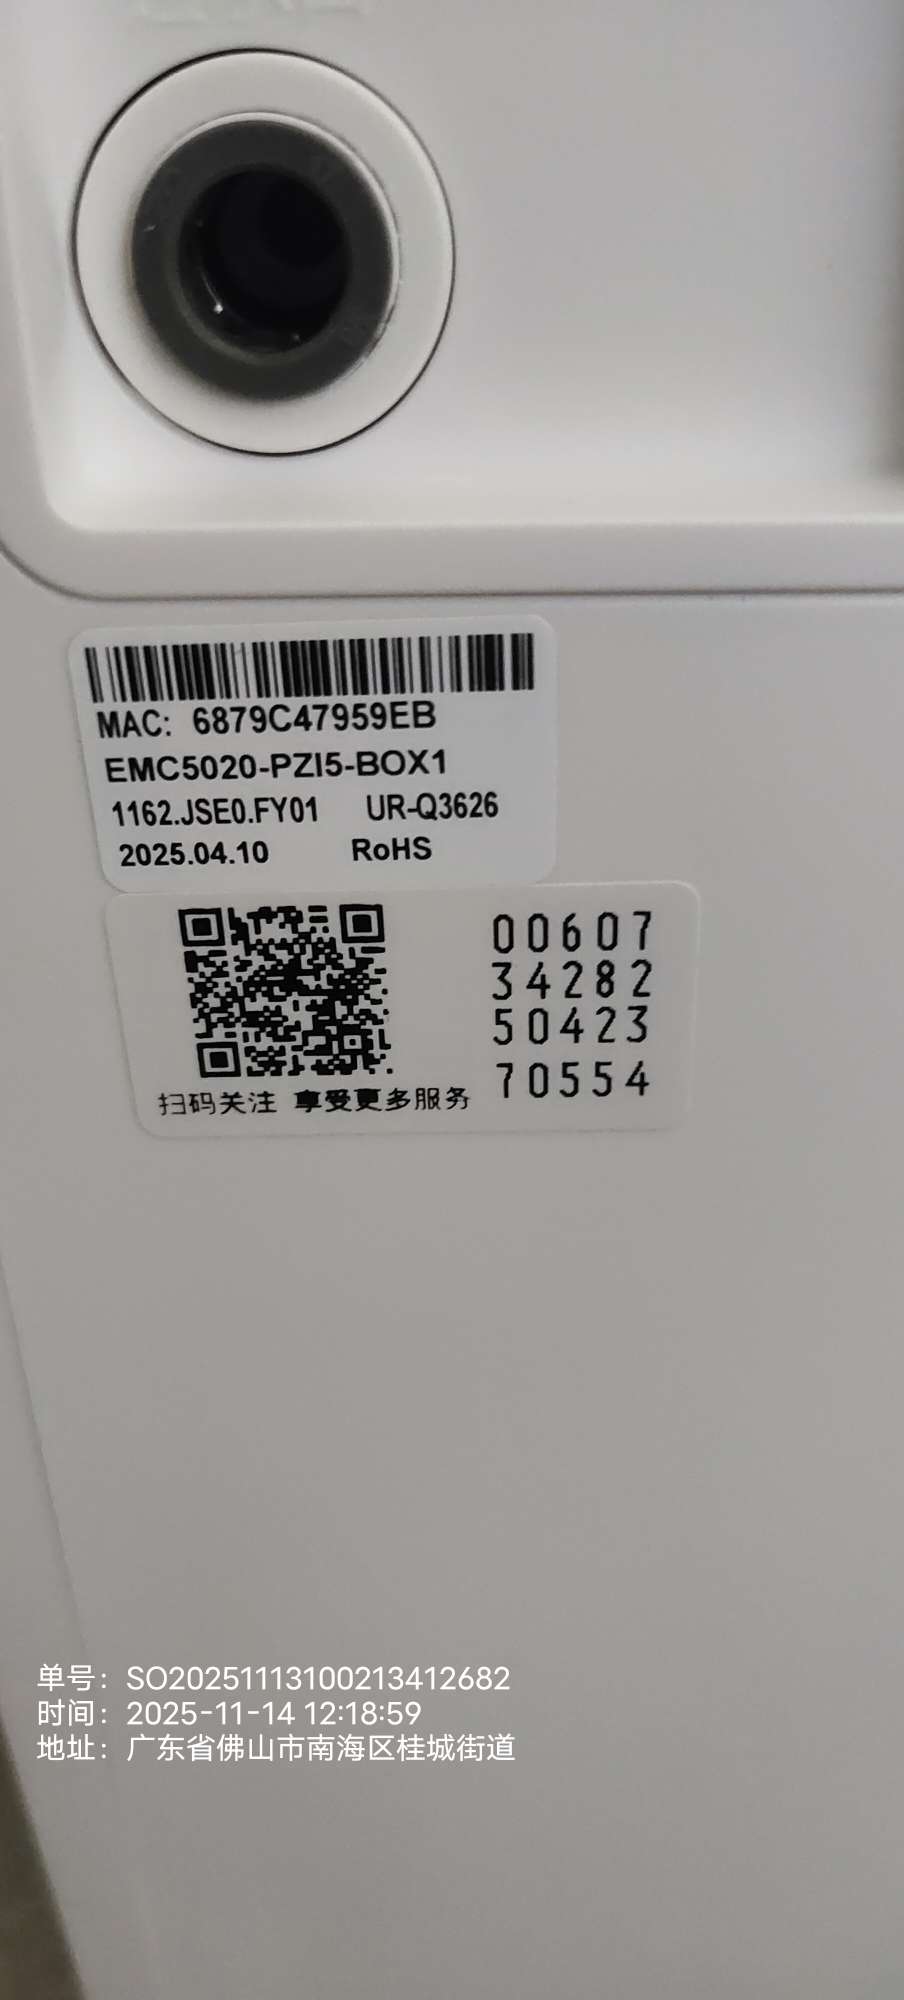 MAC: 6879C47959EB
EMC5020-PZI5-BOX1
1162.JSE0.FY01 UR-Q3626
2025.04.10 RoHS
00607
34282
50423
70554
扫码关注 享受更多服务
单号：SO20251113100213412682
时间：2025-11-14 12:18:59
地址：广东省佛山市南海区桂城街道